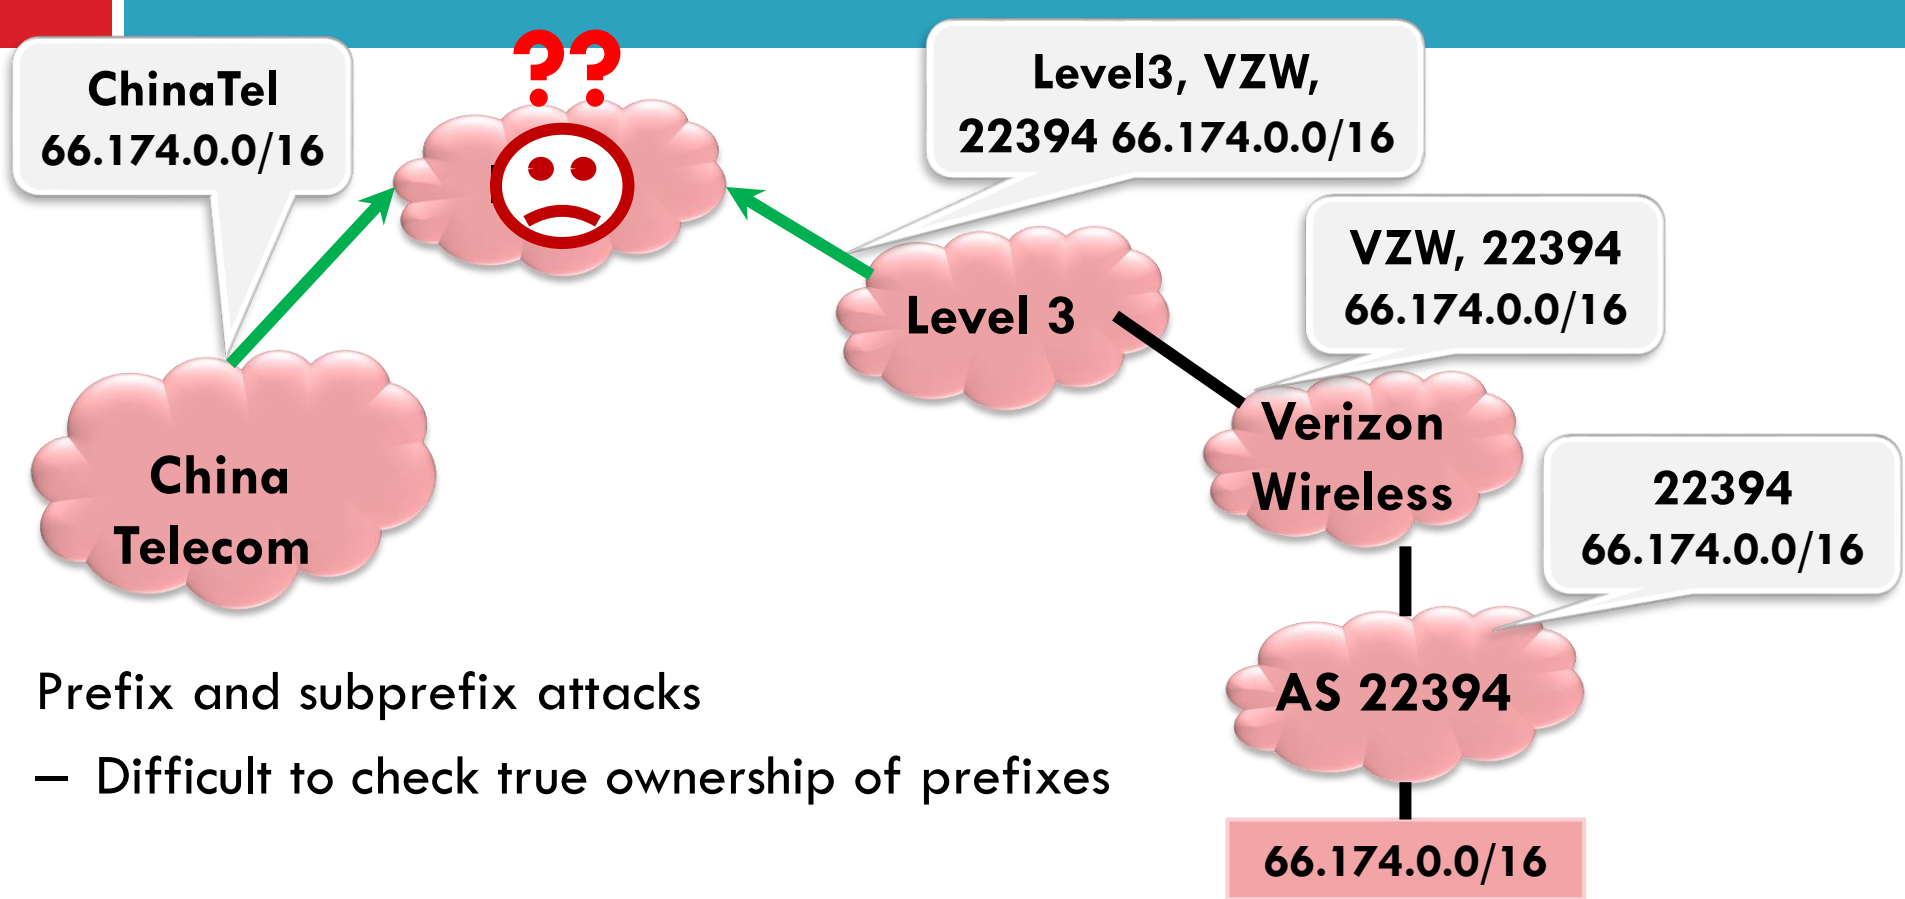 ChinaTel
66.174.0.0/16
??
Level3, VZW,
22394 66.174.0.0/16
VZW, 22394
66.174.0.0/16
Level 3
China
Telecom
Verizon
Wireless
22394
66.174.0.0/16
AS 22394
66.174.0.0/16
Prefix and subprefix attacks
– Difficult to check true ownership of prefixes